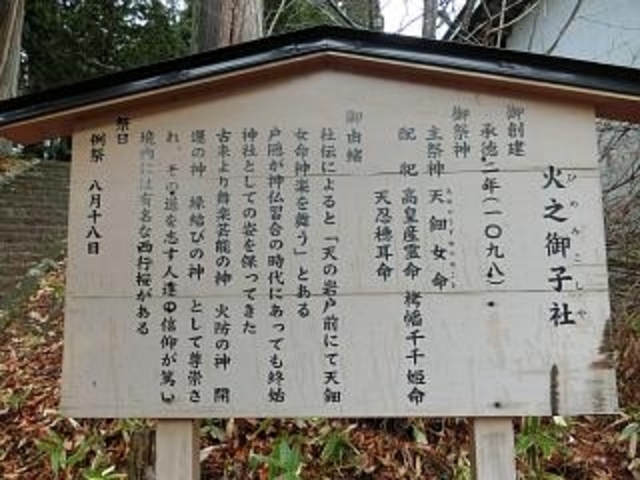 火之御子社
ひのみこしゃ
御創建
承徳二年(一〇九八)
御祭神
主祭神 天鈿女命
配祀 高皇産霊命 栲幡千千姫命
天忍穂耳命
御由緒
社伝によると「天の岩戸前にて天鈿
女命神楽を舞う」とある
戸隠が神仏習合の時代にあっても終始
神社としての姿を保ってきた
古来より舞楽芸能の神 火防の神 開
運の神 縁結びの神 として尊崇さ
れ、その道を志す人達の信仰が篤い
境内には有名な西行桜がある
祭日
例祭 八月十八日